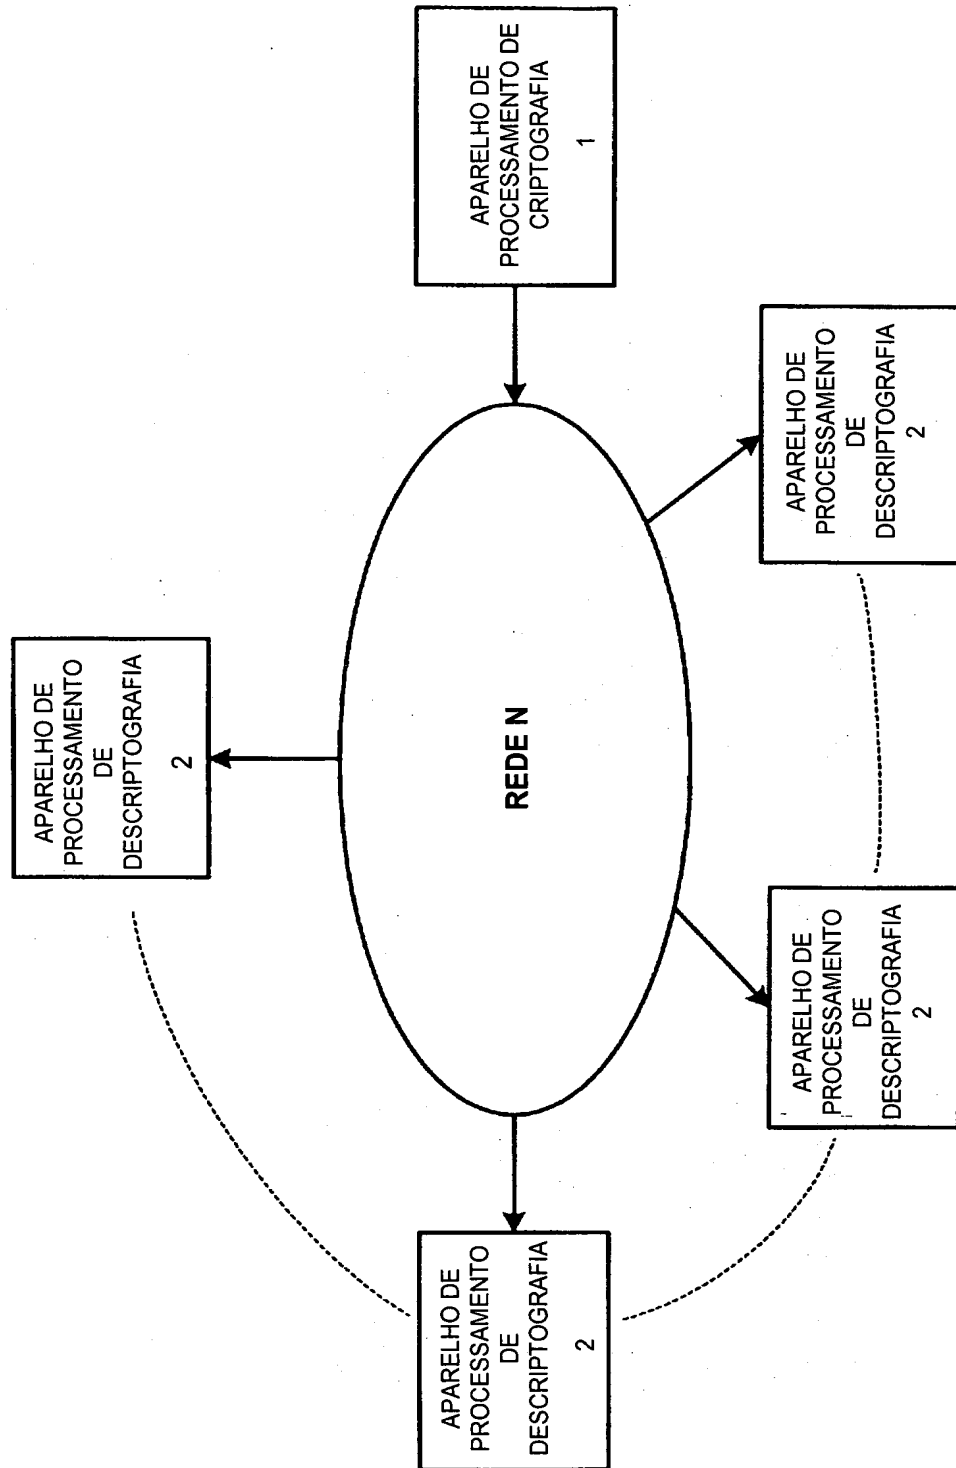 APARELHO DE
PROCESSAMENTO
DE
DESCRIPTOGRAFIA
2
APARELHO DE
PROCESSAMENTO
DE
DESCRIPTOGRAFIA
2
REDE N
APARELHO DE
PROCESSAMENTO DE
CRIPTOGRAFIA
1
APARELHO DE
PROCESSAMENTO
DE
DESCRIPTOGRAFIA
2
APARELHO DE
PROCESSAMENTO
DE
DESCRIPTOGRAFIA
2